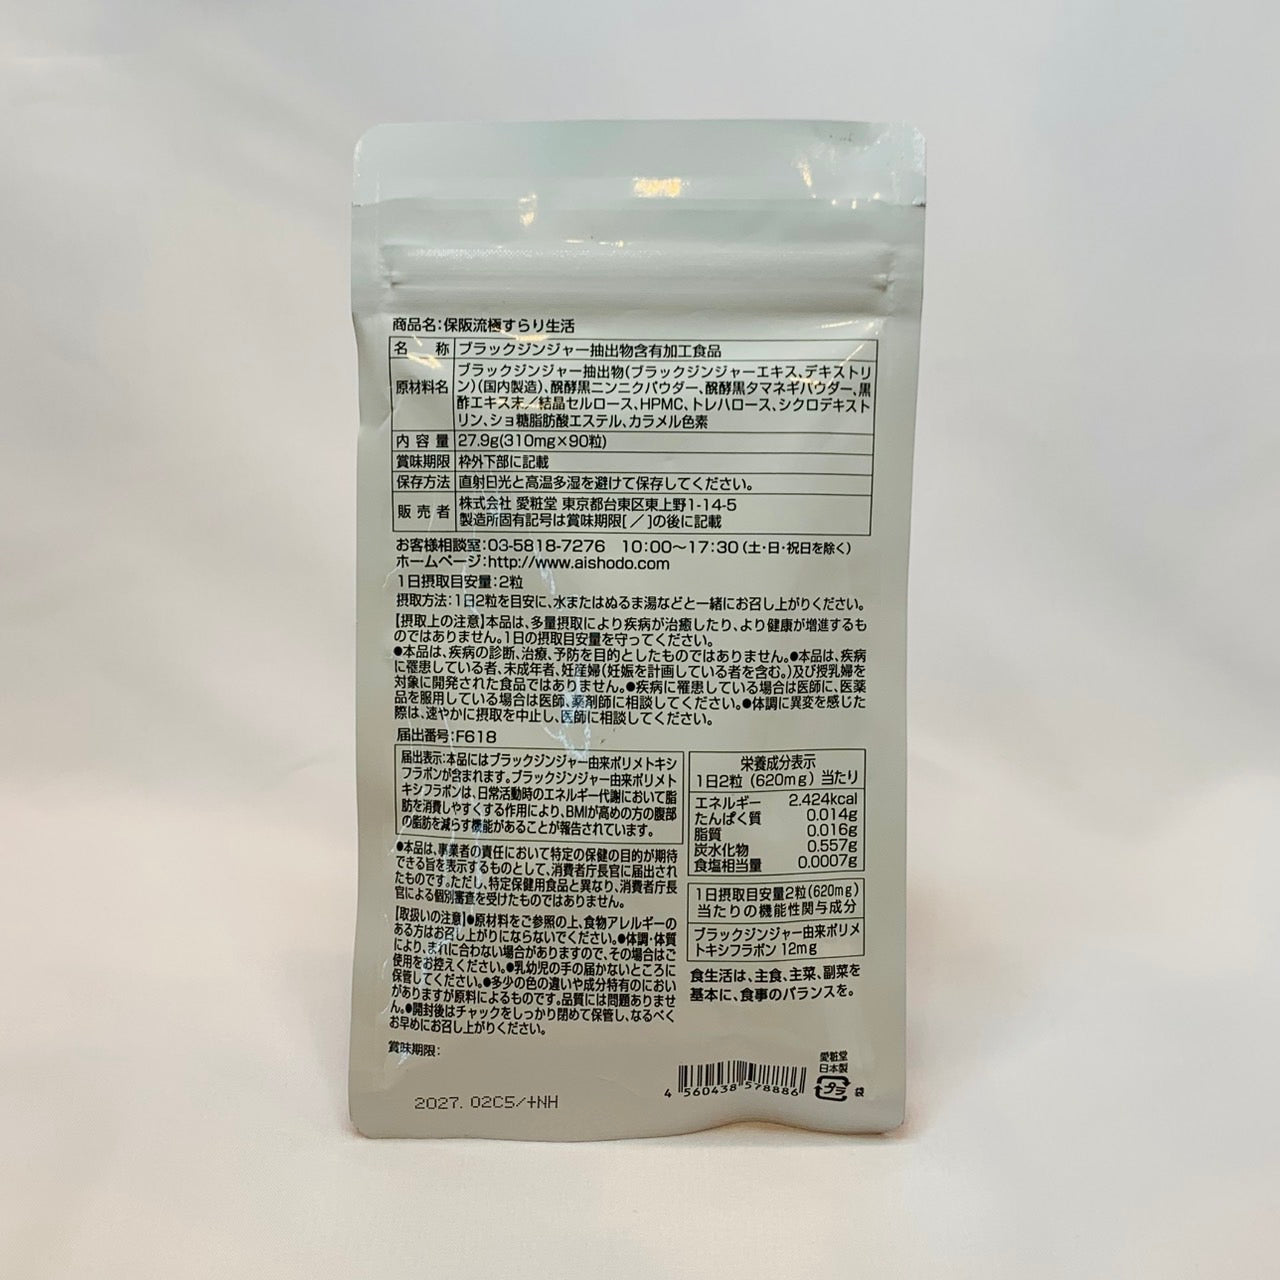 商品名:保阪流極すらり生活
名 称 ブラックジンジャー抽出物含有加工食品
原材料名 ブラックジンジャー抽出物(ブラックジンジャーエキス、デキストリ
ン)(国内製造)、醗酵黒ニンニクパウダー、醗酵黒タマネギパウダー、黒
酢エキス末/結晶セルロース、HPMC、トレハロース、シクロデキスト
リン、ショ糖脂肪酸エステル、カラメル色素
内容量 27.9g(310mg×90粒)
賞味期限 枠外下部に記載
保存方法 直射日光と高温多湿を避けて保存してください。
販売者 株式会社 愛粧堂 東京都台東区東上野1-14-5
製造所固有記号は賞味期限[/]の後に記載
お客様相談室:03-5818-7276 10:00〜17:30(土・日・祝日を除く)
ホームページ:http://www.aishodo.com
1日摂取目安量:2粒
摂取方法:1日2粒を目安に、水またはぬるま湯などと一緒にお召し上がりください。
【摂取上の注意】本品は、多量摂取により疾病が治癒したり、より健康が増進するも
のではありません。1日の摂取目安量を守ってください。
●本品は、疾病の診断、治療、予防を目的としたものではありません。●本品は、疾病
に罹患している者、未成年者、妊産婦(妊娠を計画している者を含む。)及び授乳婦を
対象に開発された食品ではありません。●疾病に罹患している場合は医師に、医薬
品を服用している場合は医師、薬剤師に相談してください。●体調に異変を感じた
際は、速やかに摂取を中止し、医師に相談してください。
届出番号:F618
届出表示:本品にはブラックジンジャー由来ポリメトキシ
フラボンが含まれます。ブラックジンジャー由来ポリメト
キシフラボンは、日常活動時のエネルギー代謝において脂
肪を消費しやすくする作用により、BMIが高めの方の腹部
の脂肪を減らす機能があることが報告されています。
●本品は、事業者の責任において特定の保健の目的が期待
できる旨を表示するものとして、消費者庁長官に届出され
たものです。ただし、特定保健用食品と異なり、消費者庁長
官による個別審査を受けたものではありません。
【取扱いの注意】●原材料をご参照の上、食物アレルギーの
ある方はお召し上がりにならないでください。●体調・体質
により、まれに合わない場合がありますので、その場合はご
使用をお控えください。●乳幼児の手の届かないところに
保管してください。●多少の色の違いや成分特有のにおい
がありますが原料によるものです。品質には問題ありませ
ん。●開封後はチャックをしっかり閉めて保管し、なるべく
お早めにお召し上がりください。
栄養成分表示
1日2粒(620mg)当たり
エネルギー 2.424kcal
たんぱく質 0.014g
脂質 0.016g
炭水化物 0.557g
食塩相当量 0.0007g
1日摂取目安量2粒(620mg)
当たりの機能性関与成分
ブラックジンジャー由来ポリメ
トキシフラボン 12mg
食生活は、主食、主菜、副菜を
基本に、食事のバランスを。
賞味期限:
2027. 02C5/+NH
4 560438 578886
愛粧堂
日本製
プラ 袋